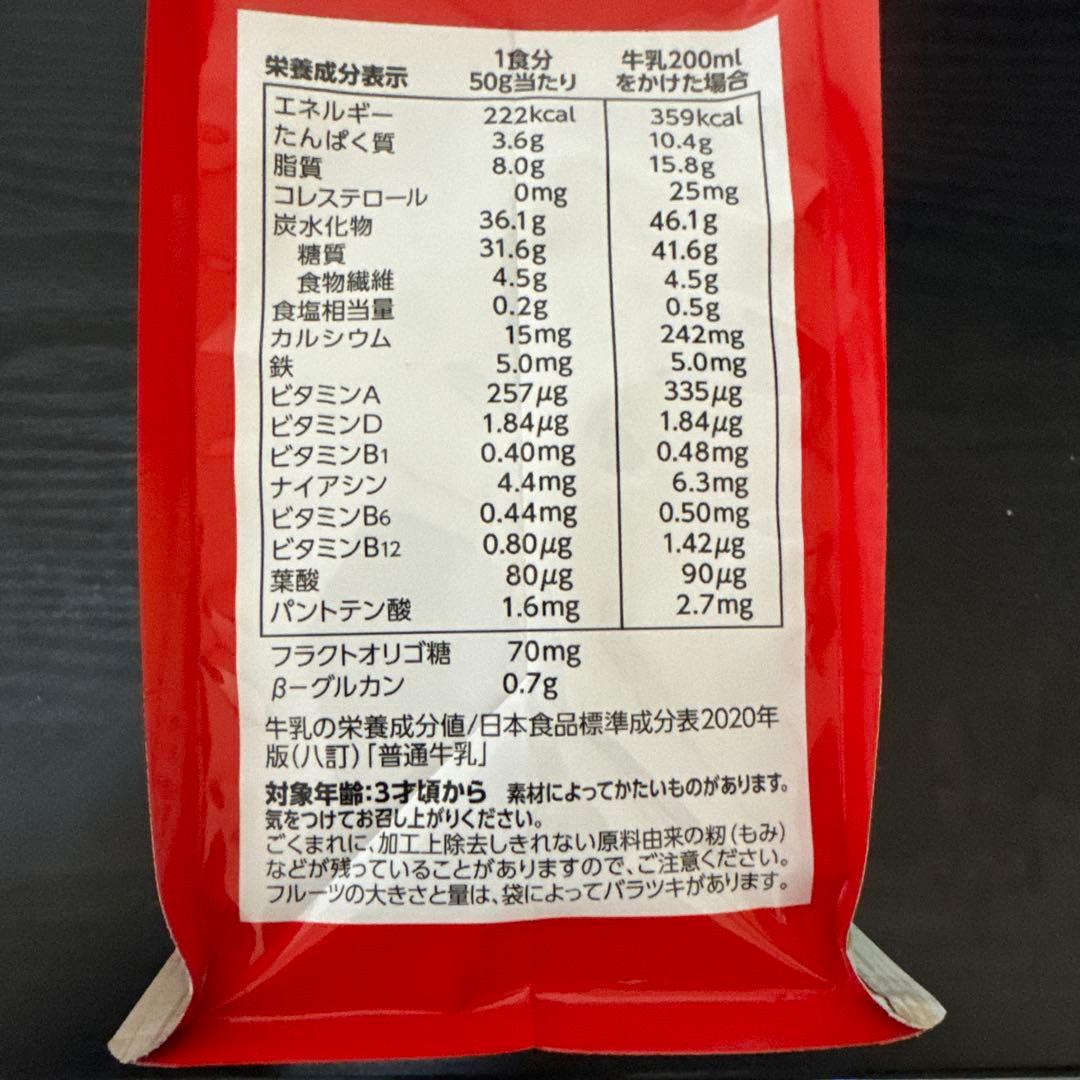 栄養成分表示 1食分 50g当たり 牛乳200ml をかけた場合
エネルギー 222kcal 359kcal
たんぱく質 3.6g 10.4g
脂質 8.0g 15.8g
コレステロール 0mg 25mg
炭水化物 36.1g 46.1g
糖質 31.6g 41.6g
食物繊維 4.5g 4.5g
食塩相当量 0.2g 0.5g
カルシウム 15mg 242mg
鉄 5.0mg 5.0mg
ビタミンA 257μg 335μg
ビタミンD 1.84μg 1.84μg
ビタミンB1 0.40mg 0.48mg
ナイアシン 4.4mg 6.3mg
ビタミンB6 0.44mg 0.50mg
ビタミンB12 0.80μg 1.42μg
葉酸 80μg 90μg
パントテン酸 1.6mg 2.7mg
フラクトオリゴ糖 70mg
β-グルカン 0.7g
牛乳の栄養成分値/日本食品標準成分表2020年
版(八訂)「普通牛乳」
対象年齢:3才頃から 素材によってかたいものがあります。
気をつけてお召し上がりください。
ごくまれに、加工上除去しきれない原料由来の籾(もみ)
などが残っていることがありますので、ご注意ください。
フルーツの大きさと量は、袋によってバラツキがあります。